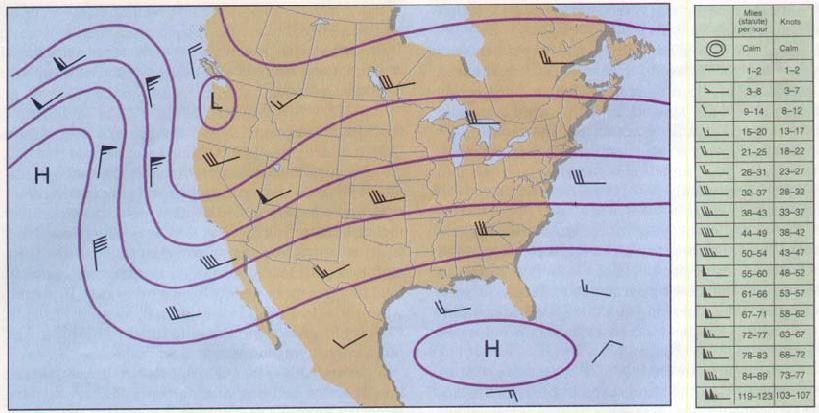 L
H
H
Miles (statute) per hour
Knots
Calm Calm
1–2 1–2
3–8 3–7
9–14 8–12
15–20 13–17
21–25 18–22
26–31 23–27
32–37 28–32
38–43 33–37
44–49 38–42
50–54 43–47
55–60 48–52
61–66 53–57
67–71 58–62
72–77 63–67
78–83 68–72
84–89 73–77
119–123 103–107